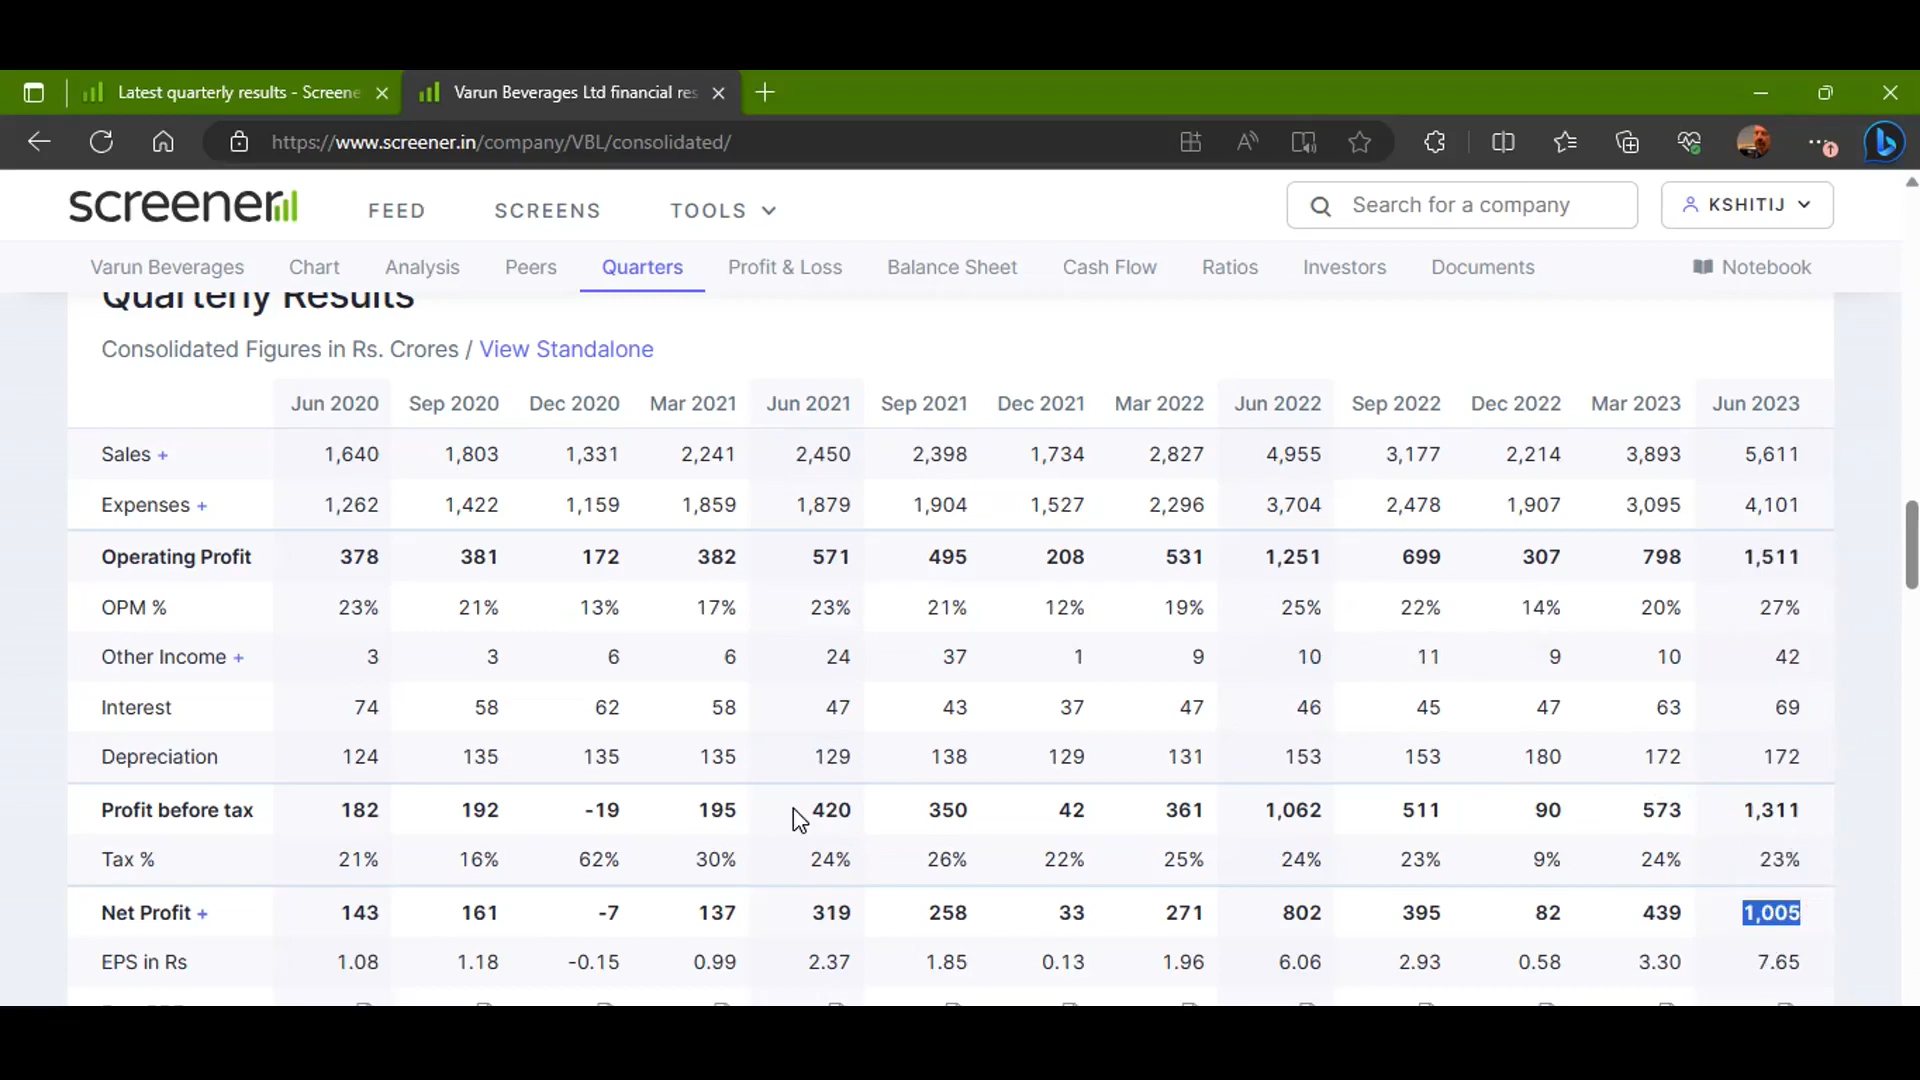 Latest quarterly results - Screene
Varun Beverages Ltd financial res
https://www.screener.in/company/VBL/consolidated/
screener
FEED
SCREENS
TOOLS
Search for a company
KSHITIJ
Varun Beverages Chart Analysis Peers Quarters Profit & Loss Balance Sheet Cash Flow Ratios Investors Documents Notebook
Quarterly Results
Consolidated Figures in Rs. Crores / View Standalone
Jun 2020 Sep 2020 Dec 2020 Mar 2021 Jun 2021 Sep 2021 Dec 2021 Mar 2022 Jun 2022 Sep 2022 Dec 2022 Mar 2023 Jun 2023
Sales + 1,640 1,803 1,331 2,241 2,450 2,398 1,734 2,827 4,955 3,177 2,214 3,893 5,611
Expenses + 1,262 1,422 1,159 1,859 1,879 1,904 1,527 2,296 3,704 2,478 1,907 3,095 4,101
Operating Profit 378 381 172 382 571 495 208 531 1,251 699 307 798 1,511
OPM % 23% 21% 13% 17% 23% 21% 12% 19% 25% 22% 14% 20% 27%
Other Income + 3 3 6 6 24 37 1 9 10 11 9 10 42
Interest 74 58 62 58 47 43 37 47 46 45 47 63 69
Depreciation 124 135 135 135 129 138 129 131 153 153 180 172 172
Profit before tax 182 192 -19 195 420 350 42 361 1,062 511 90 573 1,311
Tax % 21% 16% 62% 30% 24% 26% 22% 25% 24% 23% 9% 24% 23%
Net Profit + 143 161 -7 137 319 258 33 271 802 395 82 439 1,005
EPS in Rs 1.08 1.18 -0.15 0.99 2.37 1.85 0.13 1.96 6.06 2.93 0.58 3.30 7.65